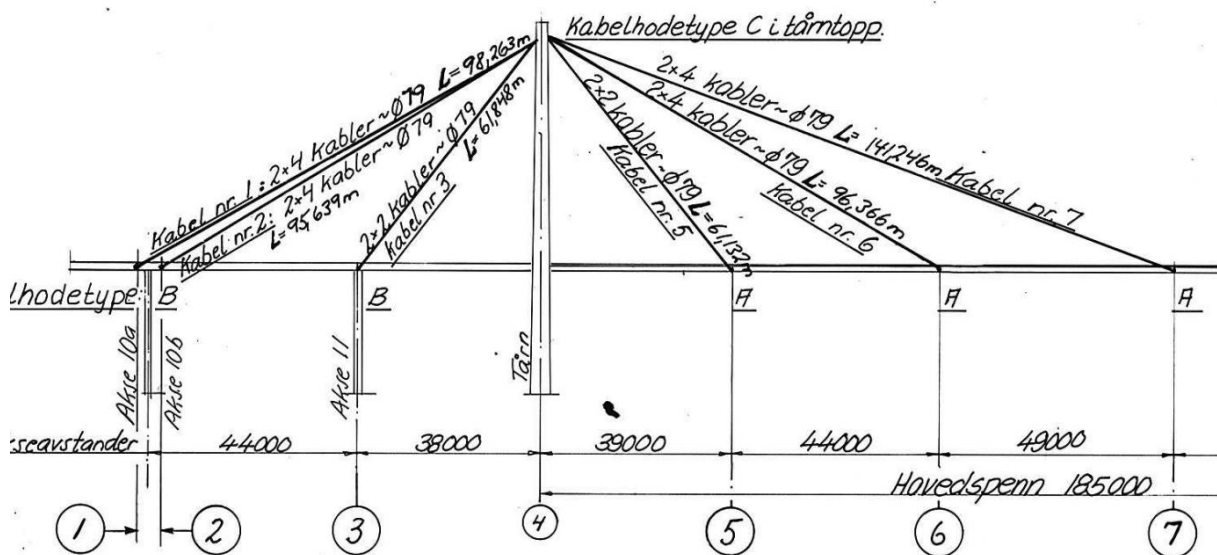 Kabelhodetype C i tårntopp.
Kabel nr. 1: 2×4 kabler ~ Ø79 L= 98,263m
Kabel nr. 2: 2×4 kabler ~ Ø79
L= 95,639m
2×2 kabler ~ Ø79
L= 61,848m
kabel nr 3
2×2 kabler ~ Ø79 L= 61,132m
Kabel nr. 5
2×4 kabler ~ Ø79 L= 96,366m
Kabel nr. 6
2×4 kabler ~ Ø79 L= 141,246m Kabel nr. 7
lhodetype: B B A A A
Akse 10a
Akse 10b
Akse 11
Tårn
seavstander 44000 38000 39000 44000 49000
Hovedspenn 185000
1 2 3 4 5 6 7